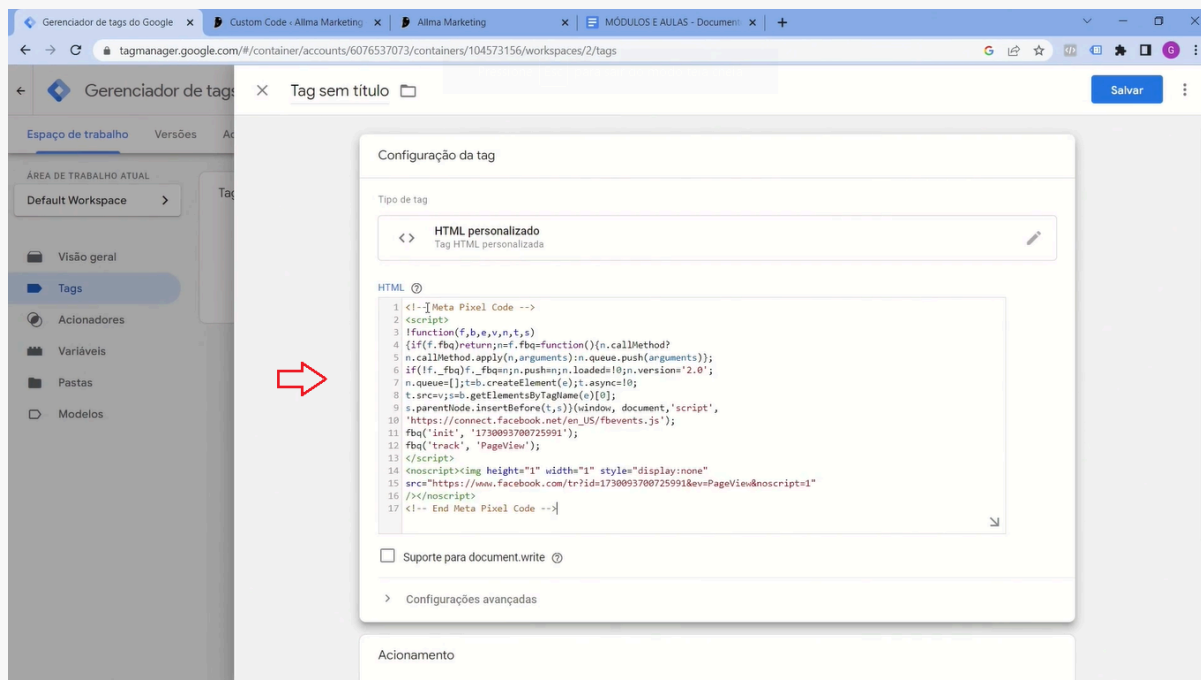 Gerenciador de tags do Google
Custom Code ‹ Allma Marketing
Allma Marketing
MÓDULOS E AULAS - Document
tagmanager.google.com/#/container/accounts/6076537073/containers/104573156/workspaces/2/tags
G
G
Gerenciador de tags
Tag sem título
Salvar
Espaço de trabalho
Versões
Ad
ÁREA DE TRABALHO ATUAL
Default Workspace
Tag
Visão geral
Tags
Acionadores
Variáveis
Pastas
Modelos
Configuração da tag
Tipo de tag
HTML personalizado
Tag HTML personalizada
HTML
1 <!-- Meta Pixel Code -->
2 <script>
3 !function(f,b,e,v,n,t,s)
4 {if(f.fbq)return;n=f.fbq=function(){n.callMethod?
5 n.callMethod.apply(n,arguments):n.queue.push(arguments)};
6 if(!f._fbq)f._fbq=n;n.push=n;n.loaded=!0;n.version='2.0';
7 n.queue=[];t=b.createElement(e);t.async=!0;
8 t.src=v;s=b.getElementsByTagName(e)[0];
9 s.parentNode.insertBefore(t,s)}(window, document,'script',
10 'https://connect.facebook.net/en_US/fbevents.js');
11 fbq('init', '1730093700725991');
12 fbq('track', 'PageView');
13 </script>
14 <noscript><img height="1" width="1" style="display:none"
15 src="https://www.facebook.com/tr?id=1730093700725991&ev=PageView&noscript=1"
16 /></noscript>
17 <!-- End Meta Pixel Code -->
Suporte para document.write
Configurações avançadas
Acionamento